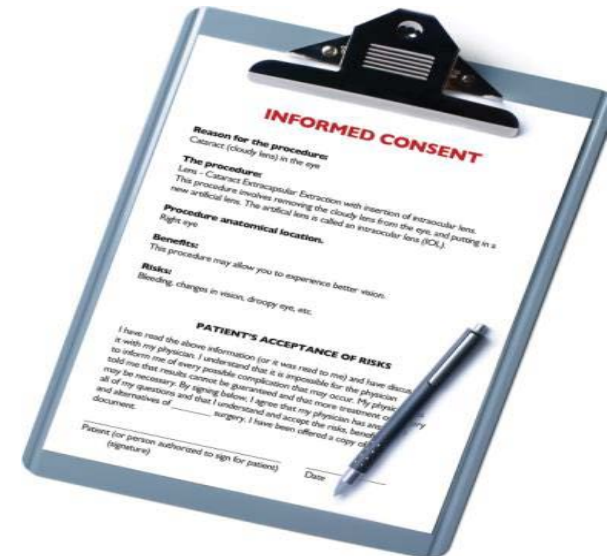 INFORMED CONSENT
Reason for the procedure:
Cataract (cloudy lens) in the eye
The procedure:
Lens - Cataract Extracapsular Extraction with insertion of intraocular lens.
This procedure involves removing the cloudy lens from the eye, and putting in a
new artificial lens. The artifical lens is called an intraocular lens (IOL).
Procedure anatomical location.
Right eye
Benefits:
This procedure may allow you to experience better vision.
Risks:
Bleeding, changes in vision, droopy eye, etc.
PATIENT'S ACCEPTANCE OF RISKS
I have read the above information (or it was read to me) and have
it with my physician. I understand that it is impossible for the physician
to inform me of every possible complication that may occur. My
told me that results cannot be guaranteed and that more treatment or
may be necessary. By signing below, I agree that my physician has
all of my questions and that I understand and accept the risks,
and alternatives of _______ surgery. I have been offered a copy of
document.
Patient (or person authorized to sign for patient) Date
(signature)